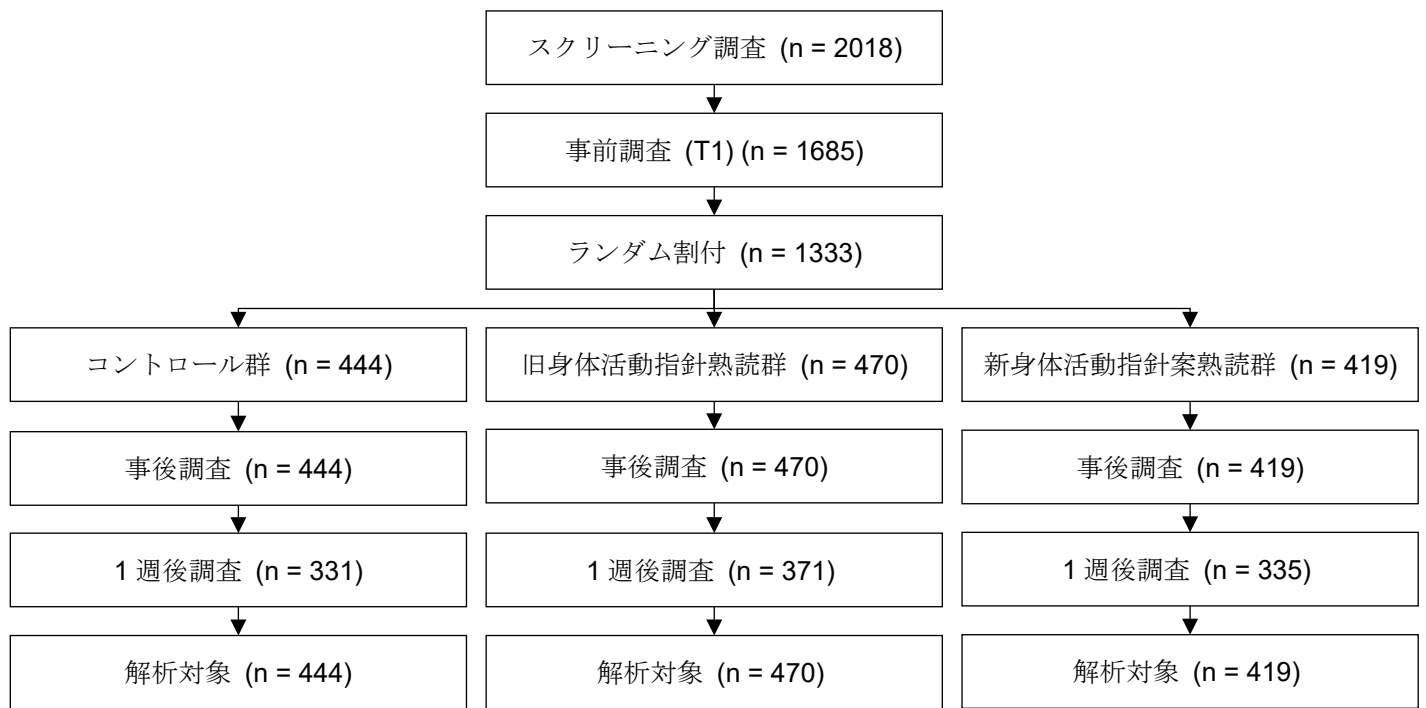 スクリーニング調査 (n = 2018)
事前調査 (T1) (n = 1685)
ランダム割付 (n = 1333)
コントロール群 (n = 444)
旧身体活動指針熟読群 (n = 470)
新身体活動指針案熟読群 (n = 419)
事後調査 (n = 444)
事後調査 (n = 470)
事後調査 (n = 419)
1 週後調査 (n = 331)
1 週後調査 (n = 371)
1 週後調査 (n = 335)
解析対象 (n = 444)
解析対象 (n = 470)
解析対象 (n = 419)